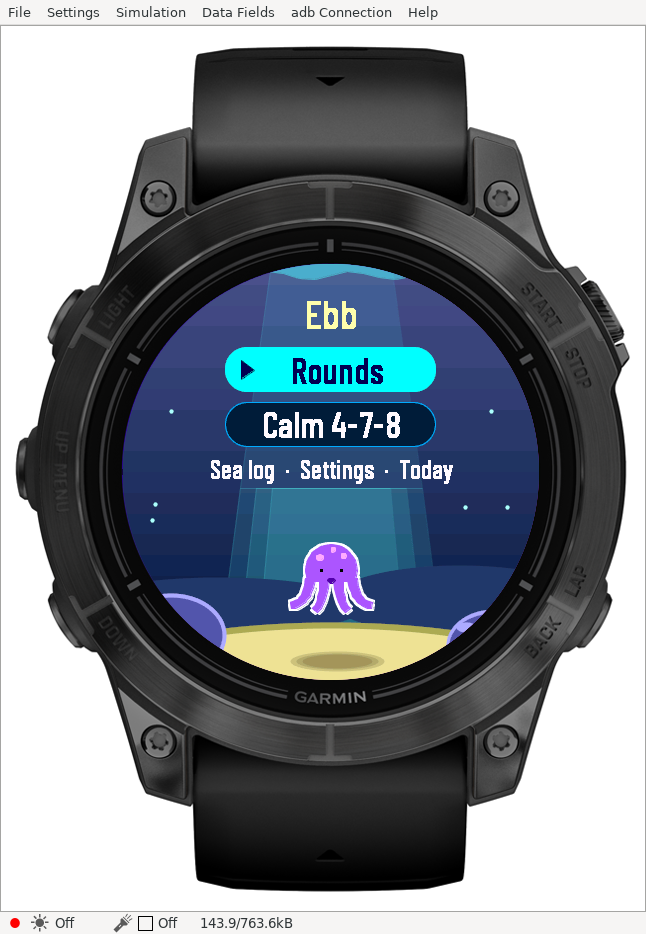 File Settings Simulation Data Fields adb Connection Help
LIGHT
START
STOP
Ebb
Rounds
Calm 4-7-8
Sea log · Settings · Today
UP MENU
DOWN
LAP
BACK
GARMIN
Off Off 143.9/763.6kB